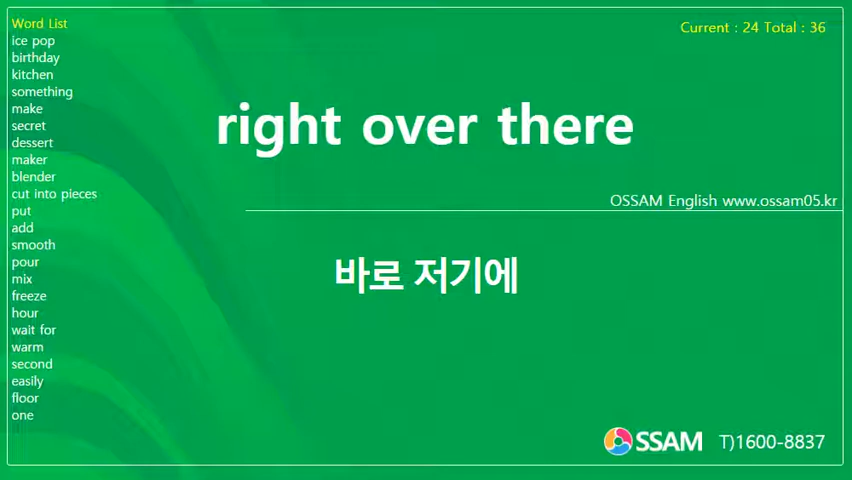 Word List
ice pop
birthday
kitchen
something
make
secret
dessert
maker
blender
cut into pieces
put
add
smooth
pour
mix
freeze
hour
wait for
warm
second
easily
floor
one
Current : 24 Total : 36
right over there
OSSAM English www.ossam05.kr
바로 저기에
OSSAM T)1600-8837